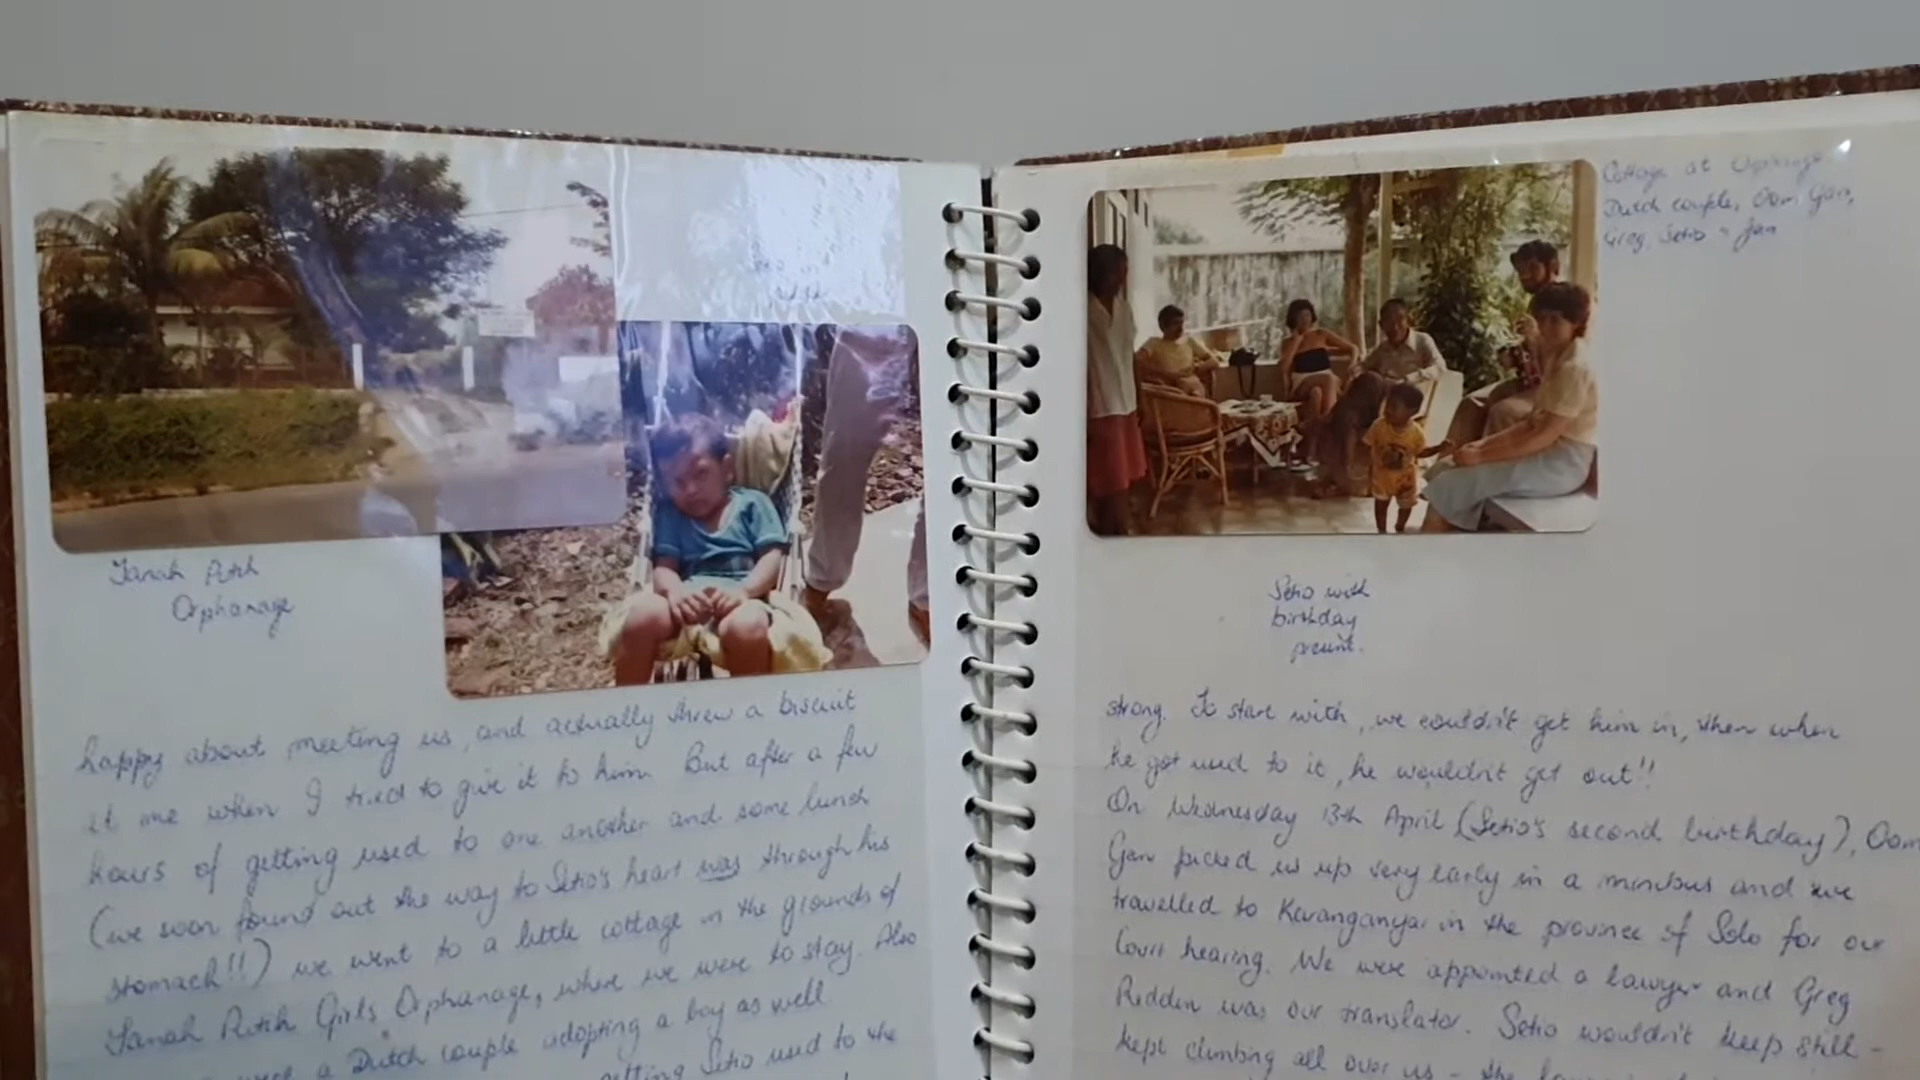 Tanah Putih
Orphanage
happy about meeting us, and actually threw a biscuit
at me when I tried to give it to him. But after a few
hours of getting used to one another and some lunch
(we soon found out the way to Setio's heart was through his
stomach!!) we went to a little cottage in the grounds of
Tanah Putih Girls Orphanage, where we were to stay. Also
a Dutch couple adopting a boy as well
getting Setio used to the
Cottage at
Dutch couple, Oom Gan,
Greg, Setio + Jan
Setio with
birthday
present.
strong. To start with, we couldn't get him in, then when
he got used to it, he wouldn't get out!!
On Wednesday 13th April (Setio's second birthday), Oom
Gan picked us up very early in a minibus and we
travelled to Karanganyar in the province of Solo for our
Court hearing. We were appointed a lawyer and Greg
Reddin was our translator. Setio wouldn't keep still -
kept climbing all over us - the